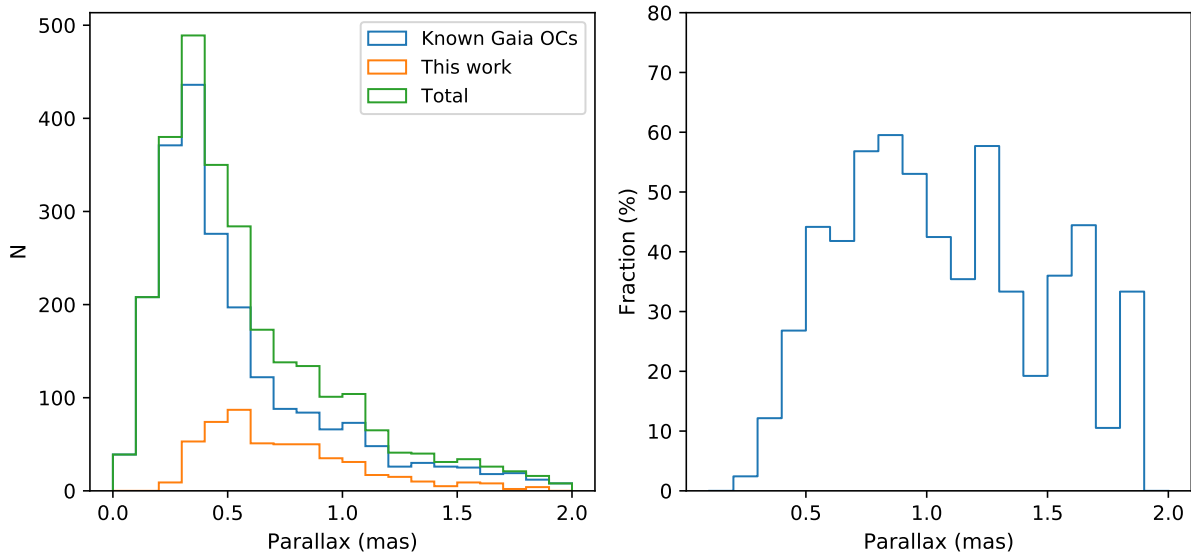 500
400
300
200
100
0
N
0.0 0.5 1.0 1.5 2.0
Parallax (mas)
Known Gaia OCs
This work
Total
80
70
60
50
40
30
20
10
0
Fraction (%)
0.5 1.0 1.5 2.0
Parallax (mas)